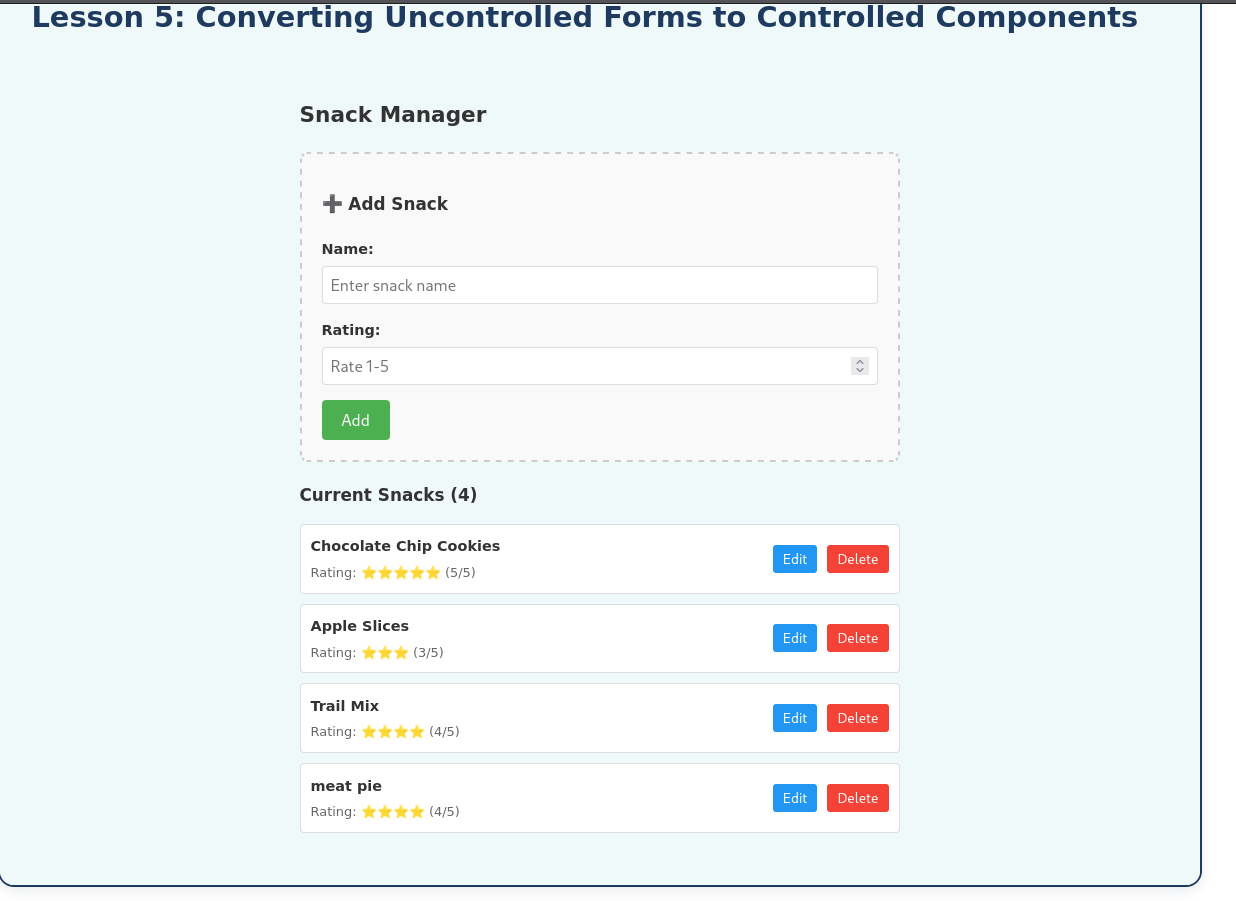 Lesson 5: Converting Uncontrolled Forms to Controlled Components
Snack Manager
➕ Add Snack
Name:
Enter snack name
Rating:
Rate 1-5
Add
Current Snacks (4)
Chocolate Chip Cookies
Rating: ⭐⭐⭐⭐⭐ (5/5)
Edit Delete
Apple Slices
Rating: ⭐⭐⭐ (3/5)
Edit Delete
Trail Mix
Rating: ⭐⭐⭐⭐ (4/5)
Edit Delete
meat pie
Rating: ⭐⭐⭐⭐ (4/5)
Edit Delete